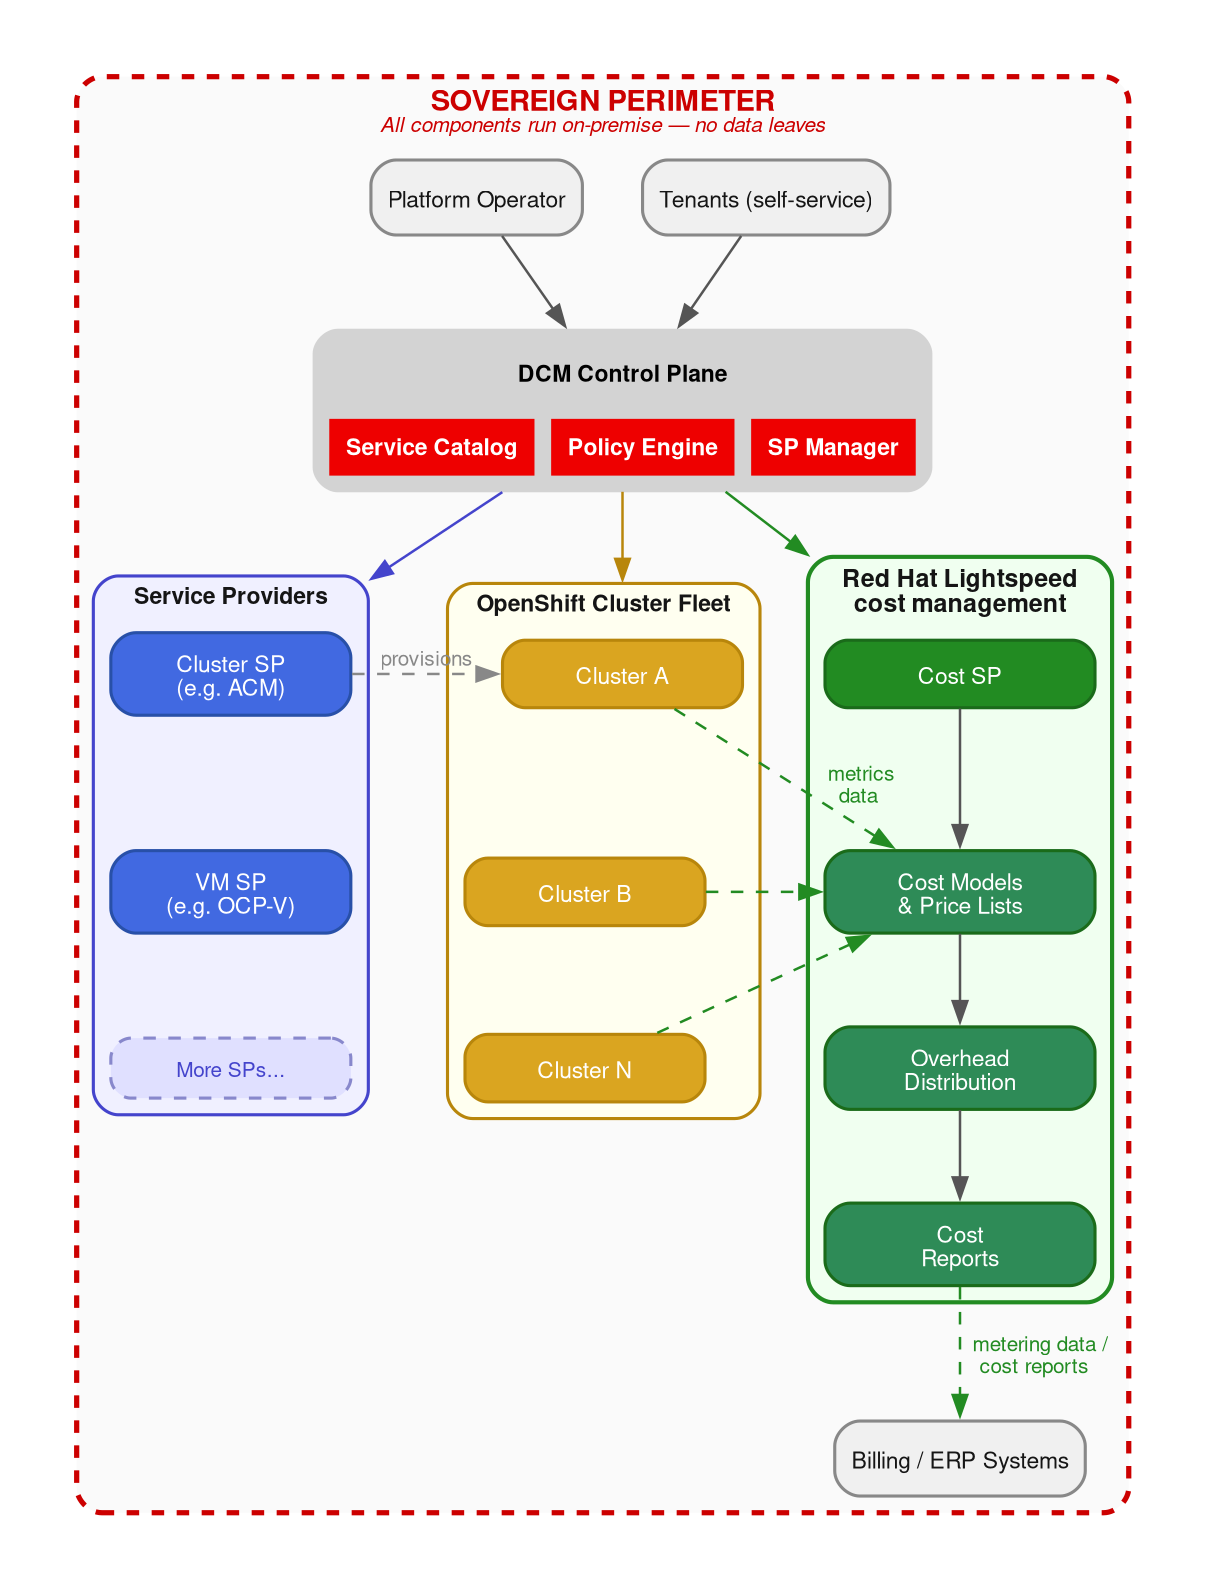 SOVEREIGN PERIMETER
All components run on-premise — no data leaves
Platform Operator
Tenants (self-service)
DCM Control Plane
Service Catalog
Policy Engine
SP Manager
Service Providers
Cluster SP
(e.g. ACM)
VM SP
(e.g. OCP-V)
More SPs...
provisions
OpenShift Cluster Fleet
Cluster A
Cluster B
Cluster N
metrics
data
Red Hat Lightspeed
cost management
Cost SP
Cost Models
& Price Lists
Overhead
Distribution
Cost
Reports
metering data /
cost reports
Billing / ERP Systems